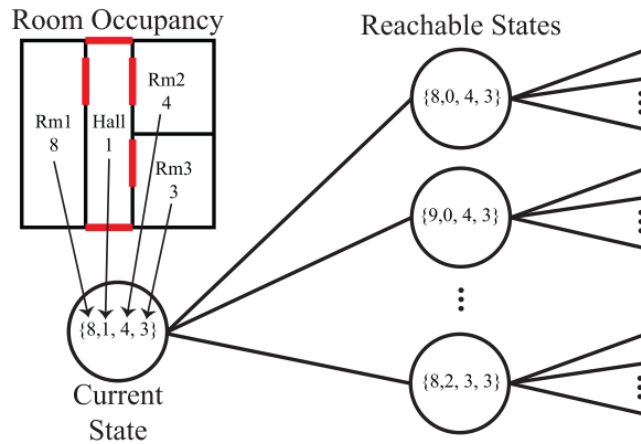 Room Occupancy
Reachable States
Rm1
8
Hall
1
Rm2
4
Rm3
3
{8,1, 4, 3}
Current
State
{8,0, 4, 3}
{9,0, 4, 3}
{8,2, 3, 3}